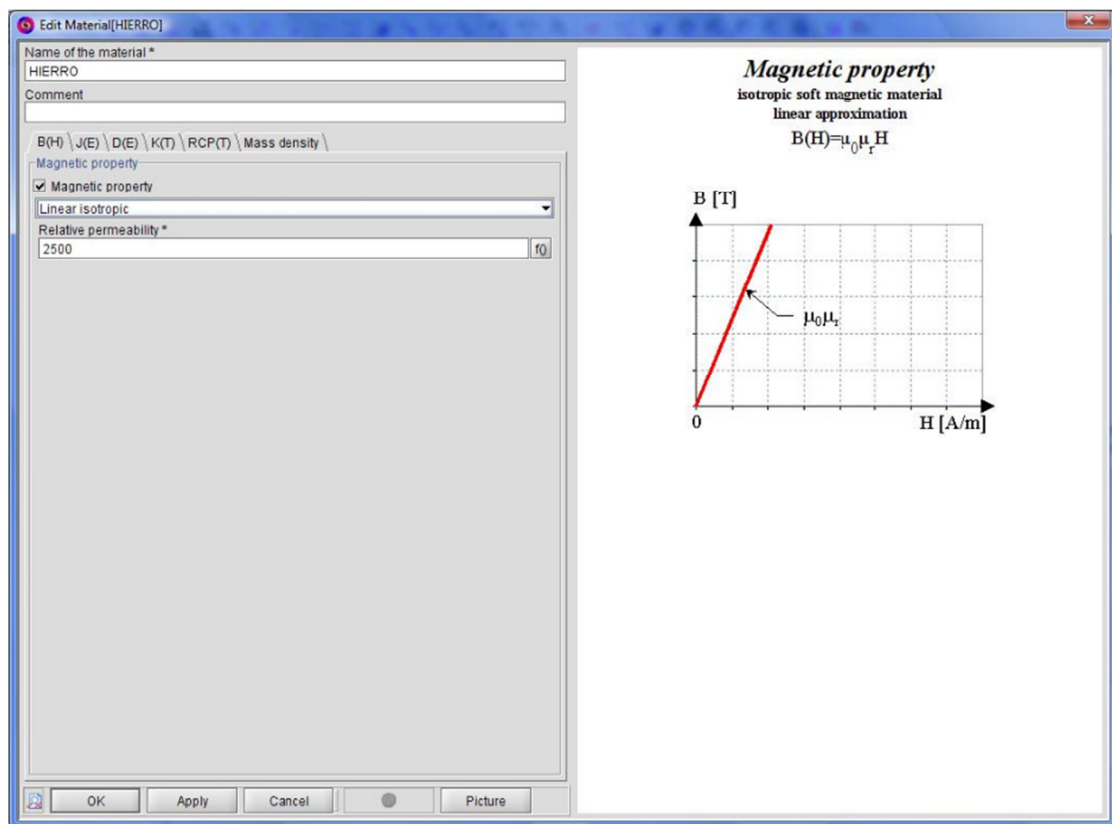 Edit Material[HIERRO]
Name of the material *
HIERRO
Comment
B(H) J(E) D(E) K(T) RCP(T) Mass density
Magnetic property
Magnetic property
Linear isotropic
Relative permeability *
2500 f()
OK Apply Cancel Picture
Magnetic property
isotropic soft magnetic material
linear approximation
B(H)=μ₀μᵣH
B [T]
μ₀μᵣ
0
H [A/m]